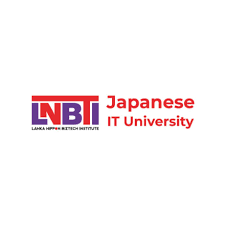 LNBTI
LANKA NIPPON BIZTECH INSTITUTE
Japanese
IT University